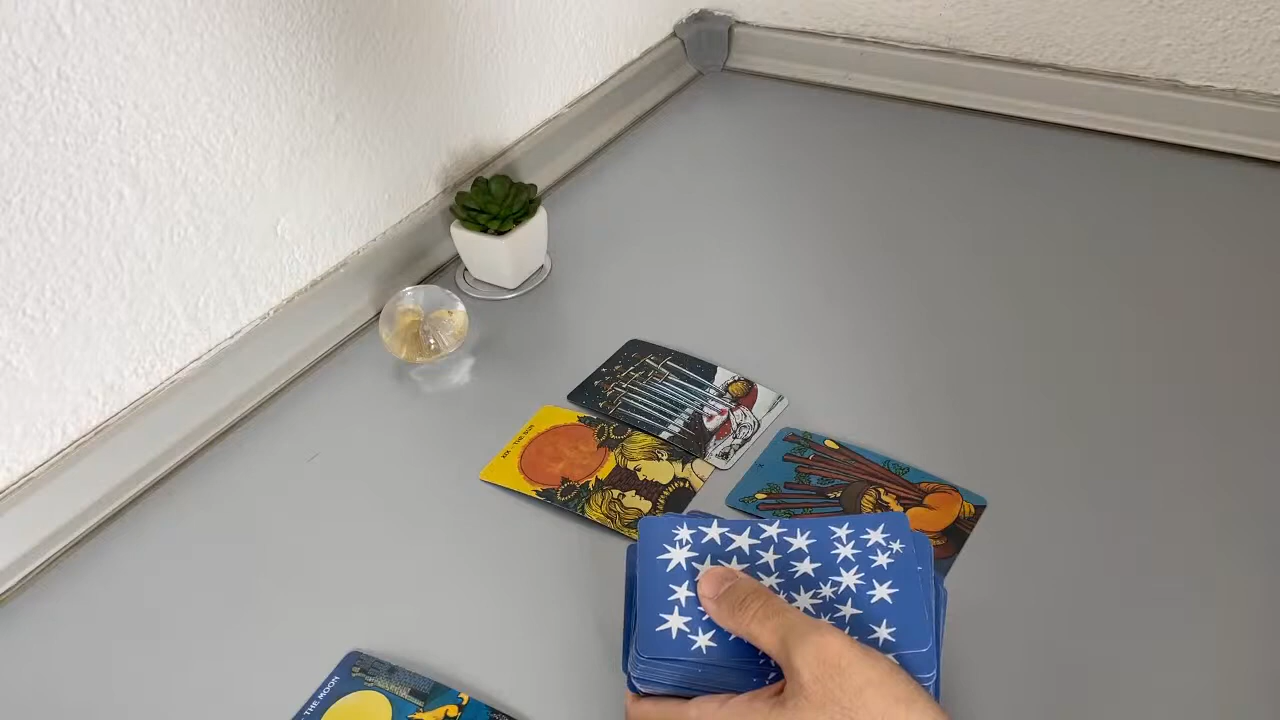 X
XIX - THE SUN
X
THE MOON